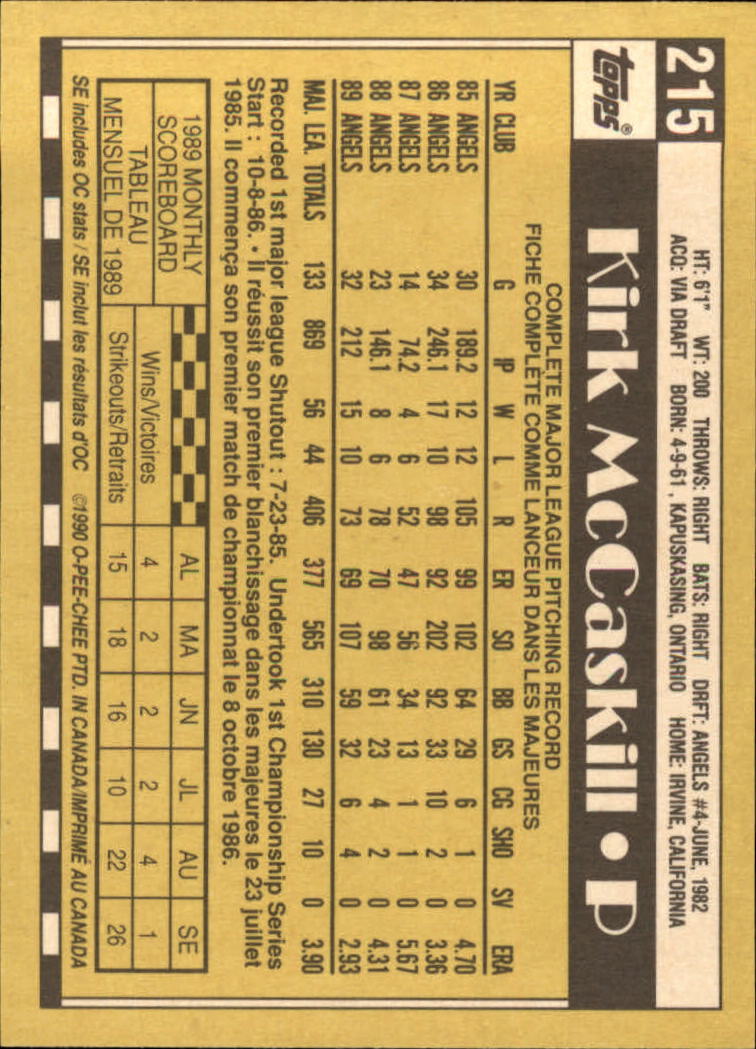 215
topps®
HT: 6'1" WT: 200 THROWS: RIGHT BATS: RIGHT DRFT: ANGELS #4-JUNE, 1982
ACQ: VIA DRAFT BORN: 4-9-61, KAPUSKASING, ONTARIO HOME: IRVINE, CALIFORNIA
Kirk McCaskill • P
COMPLETE MAJOR LEAGUE PITCHING RECORD
FICHE COMPLÈTE COMME LANCEUR DANS LES MAJEURES
YR CLUB G IP W L R ER SO BB GS CG SHO SV ERA
85 ANGELS 30 189.2 12 12 105 99 102 64 29 6 1 0 4.70
86 ANGELS 34 246.1 17 10 98 92 202 92 33 10 2 0 3.36
87 ANGELS 14 74.2 4 6 52 47 56 34 13 1 1 0 5.67
88 ANGELS 23 146.1 8 6 78 70 98 61 23 4 2 0 4.31
89 ANGELS 32 212 15 10 73 69 107 59 32 6 4 0 2.93
MAJ. LEA. TOTALS 133 869 56 44 406 377 565 310 130 27 10 0 3.90
Recorded 1st major league Shutout : 7-23-85. Undertook 1st Championship Series
Start : 10-8-86. • Il réussit son premier blanchissage dans les majeures le 23 juillet
1985. Il commença son premier match de championnat le 8 octobre 1986.
1989 MONTHLY
SCOREBOARD
TABLEAU
MENSUEL DE 1989
AL MA JN JL AU SE
Wins/Victoires 4 2 2 2 4 1
Strikeouts/Retraits 15 18 16 10 22 26
SE includes OC stats / SE inclut les résultats d'OC ©1990 O-PEE-CHEE PTD. IN CANADA/IMPRIMÉ AU CANADA